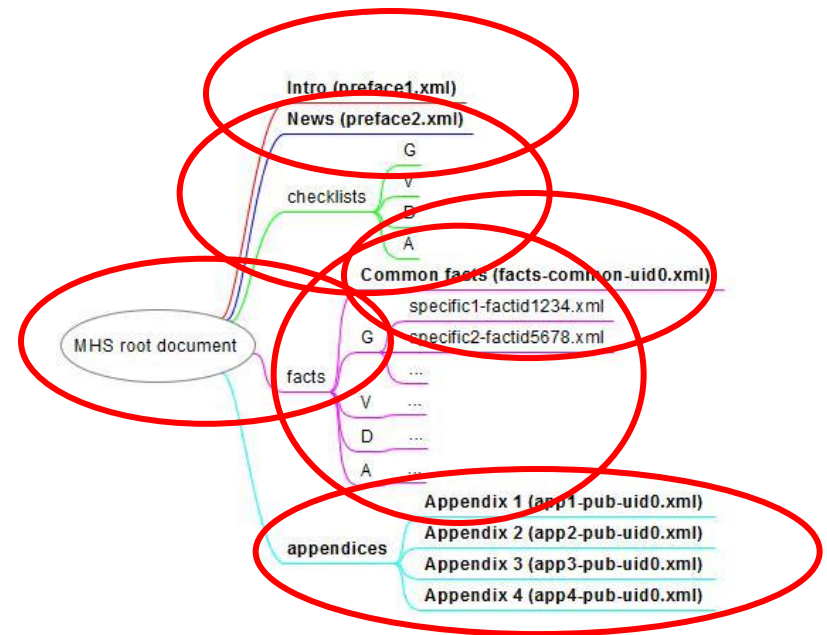 Intro (preface1.xml)
News (preface2.xml)
checklists
G
V
D
A
MHS root document
facts
Common facts (facts-common-uid0.xml)
G
specific1-factid1234.xml
specific2-factid5678.xml
...
V ...
D ...
A ...
appendices
Appendix 1 (app1-pub-uid0.xml)
Appendix 2 (app2-pub-uid0.xml)
Appendix 3 (app3-pub-uid0.xml)
Appendix 4 (app4-pub-uid0.xml)